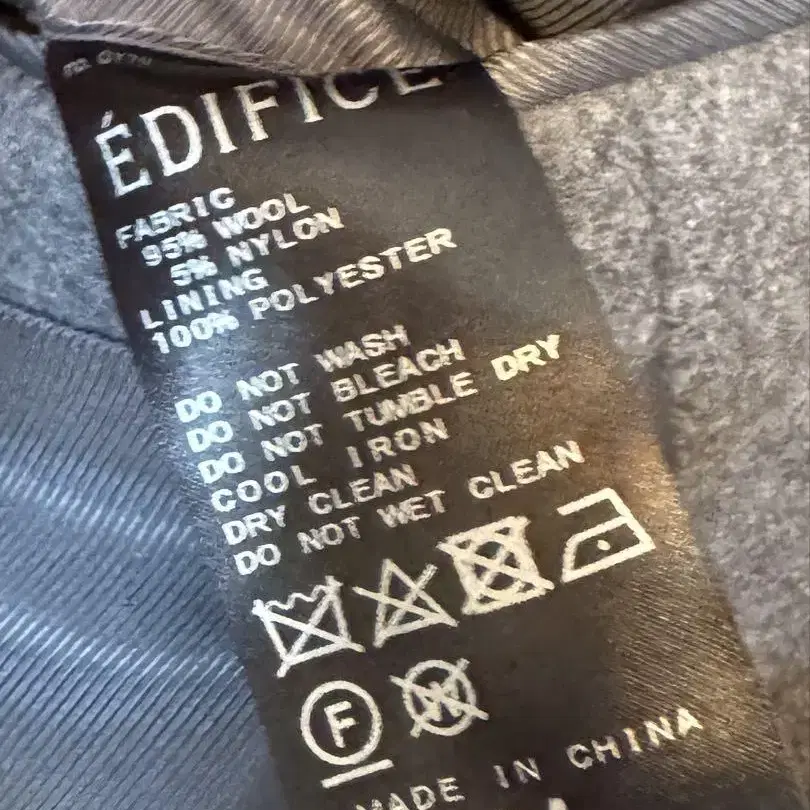 ÉDIFICE
FABRIC
95% WOOL
5% NYLON
LINING
100% POLYESTER
DO NOT WASH
DO NOT BLEACH
DO NOT TUMBLE DRY
COOL IRON
DRY CLEAN
DO NOT WET CLEAN
F W
MADE IN CHINA